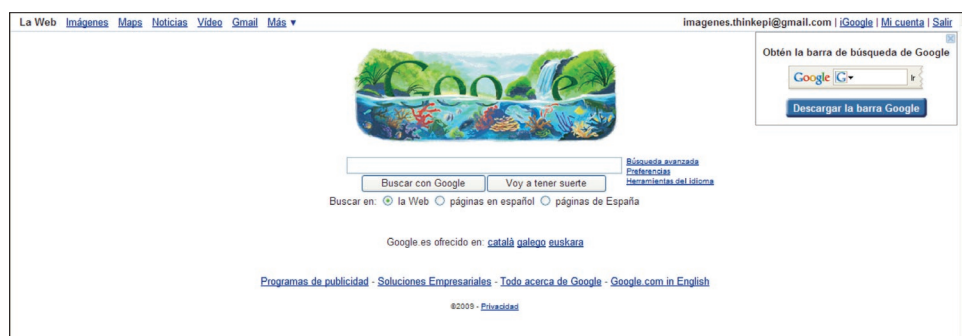 La Web Imágenes Maps Noticias Vídeo Gmail Más ▼ imagenes.thinkepi@gmail.com | iGoogle | Mi cuenta | Salir
Obtén la barra de búsqueda de Google
Google G Ir
Descargar la barra Google
Google
Búsqueda avanzada
Preferencias
Herramientas del idioma
Buscar con Google Voy a tener suerte
Buscar en: la Web páginas en español páginas de España
Google.es ofrecido en: català galego euskara
Programas de publicidad - Soluciones Empresariales - Todo acerca de Google - Google.com in English
©2009 - Privacidad